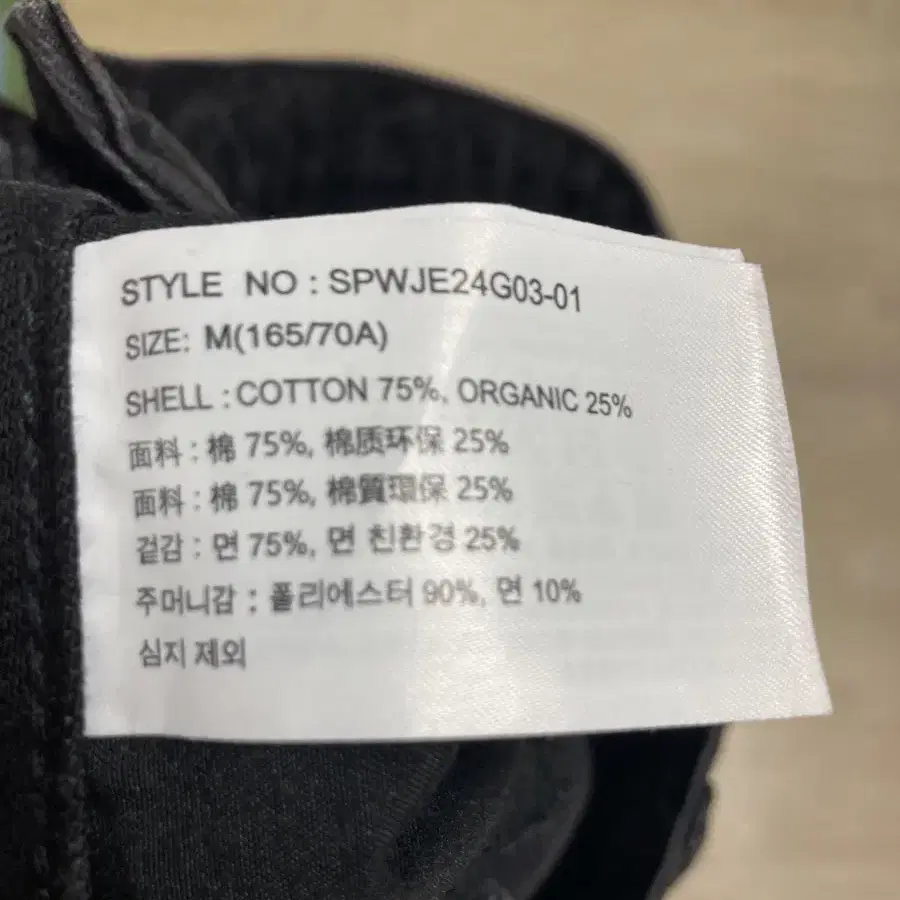 STYLE NO : SPWJE24G03-01
SIZE: M(165/70A)
SHELL : COTTON 75%, ORGANIC 25%
面料 : 棉 75%, 棉质环保 25%
面料 : 棉 75%, 棉質環保 25%
겉감 : 면 75%, 면 친환경 25%
주머니감 : 폴리에스터 90%, 면 10%
심지 제외